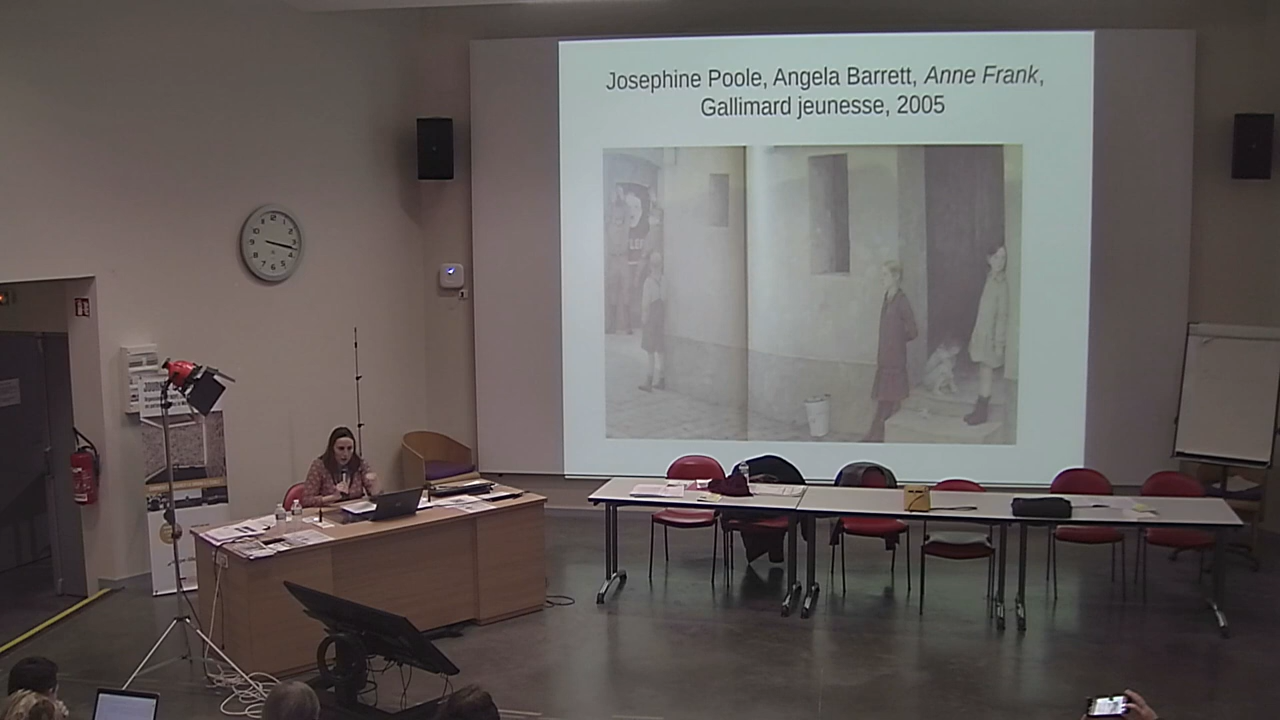 Josephine Poole, Angela Barrett, Anne Frank,
Gallimard jeunesse, 2005